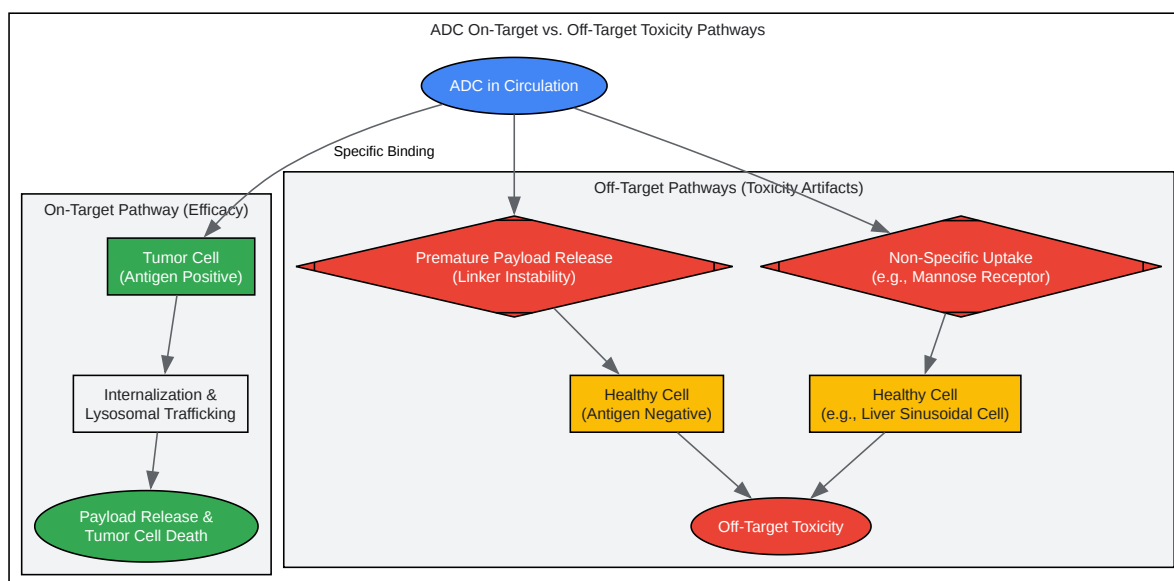 ADC On-Target vs. Off-Target Toxicity Pathways
ADC in Circulation
Specific Binding
On-Target Pathway (Efficacy)
Tumor Cell
(Antigen Positive)
Internalization &
Lysosomal Trafficking
Payload Release &
Tumor Cell Death
Off-Target Pathways (Toxicity Artifacts)
Premature Payload Release
(Linker Instability)
Non-Specific Uptake
(e.g., Mannose Receptor)
Healthy Cell
(Antigen Negative)
Healthy Cell
(e.g., Liver Sinusoidal Cell)
Off-Target Toxicity